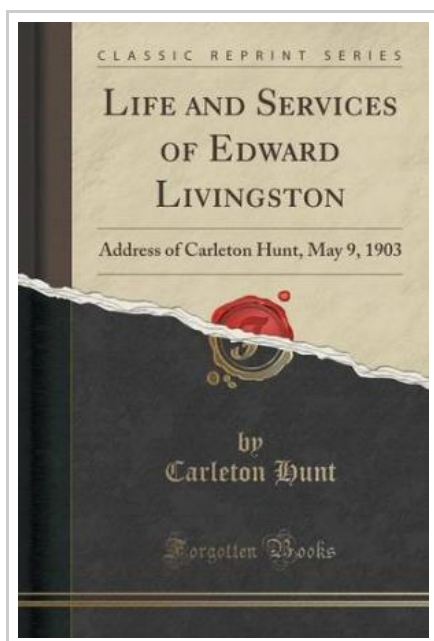 CLASSIC REPRINT SERIES
LIFE AND SERVICES
OF EDWARD
LIVINGSTON
Address of Carleton Hunt, May 9, 1903
by
Carleton Hunt
Forgotten Books